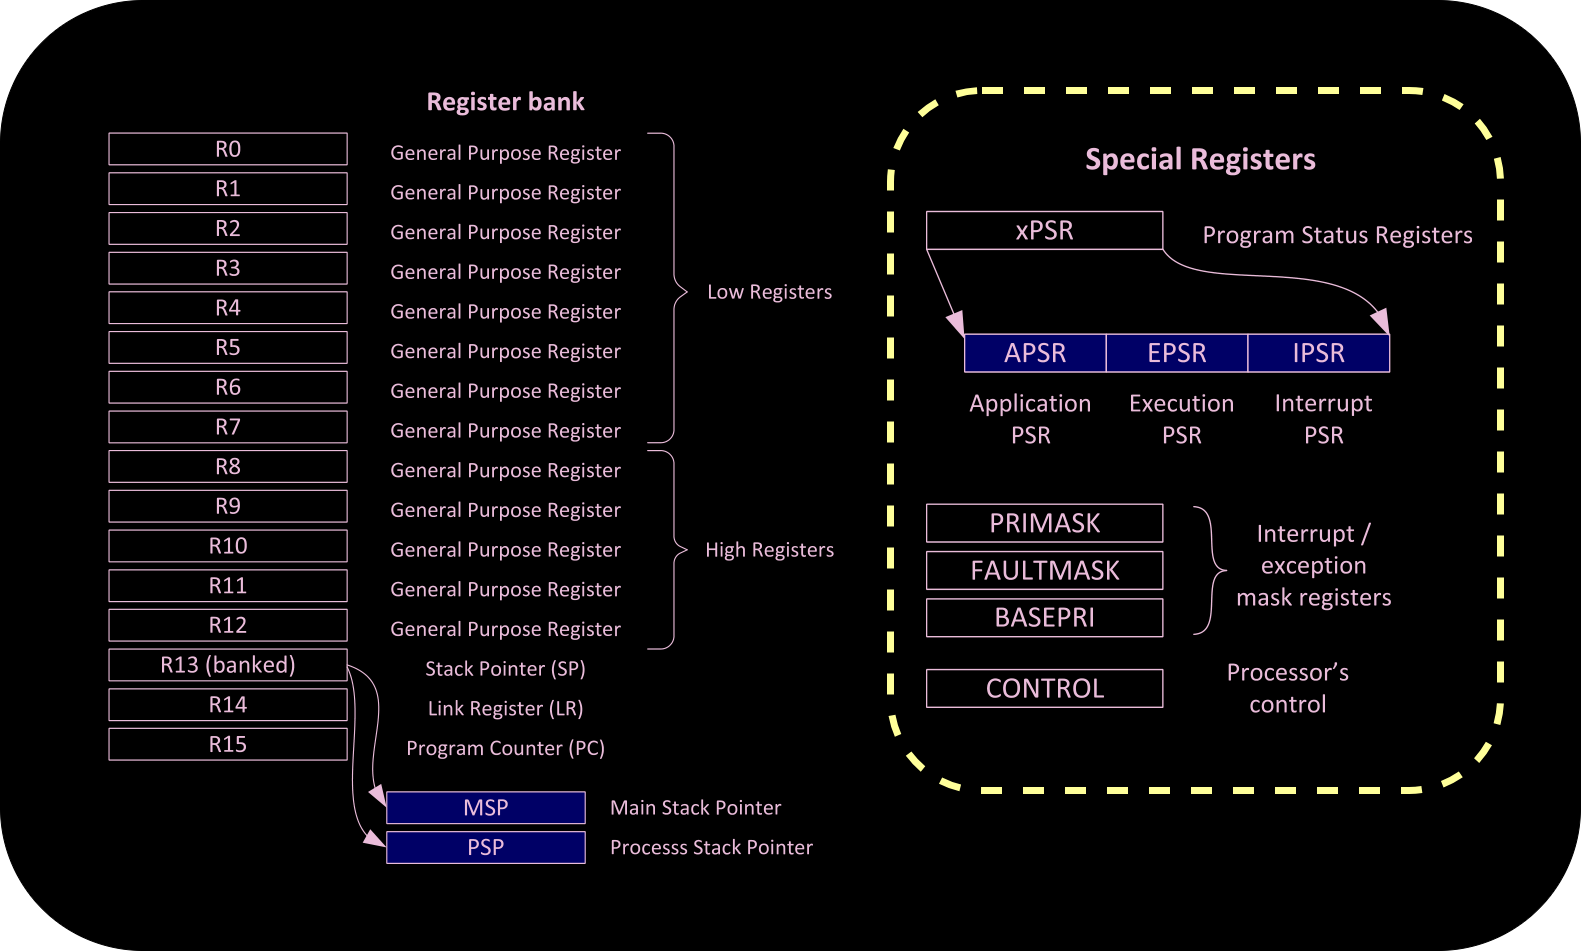 Register bank
R0 General Purpose Register
R1 General Purpose Register
R2 General Purpose Register
R3 General Purpose Register
R4 General Purpose Register
R5 General Purpose Register
R6 General Purpose Register
R7 General Purpose Register
Low Registers
R8 General Purpose Register
R9 General Purpose Register
R10 General Purpose Register
R11 General Purpose Register
R12 General Purpose Register
High Registers
R13 (banked) Stack Pointer (SP)
R14 Link Register (LR)
R15 Program Counter (PC)
MSP Main Stack Pointer
PSP Processs Stack Pointer
Special Registers
xPSR Program Status Registers
APSR EPSR IPSR
Application Execution Interrupt
PSR PSR PSR
PRIMASK
FAULTMASK
BASEPRI
Interrupt /
exception
mask registers
CONTROL
Processor’s
control